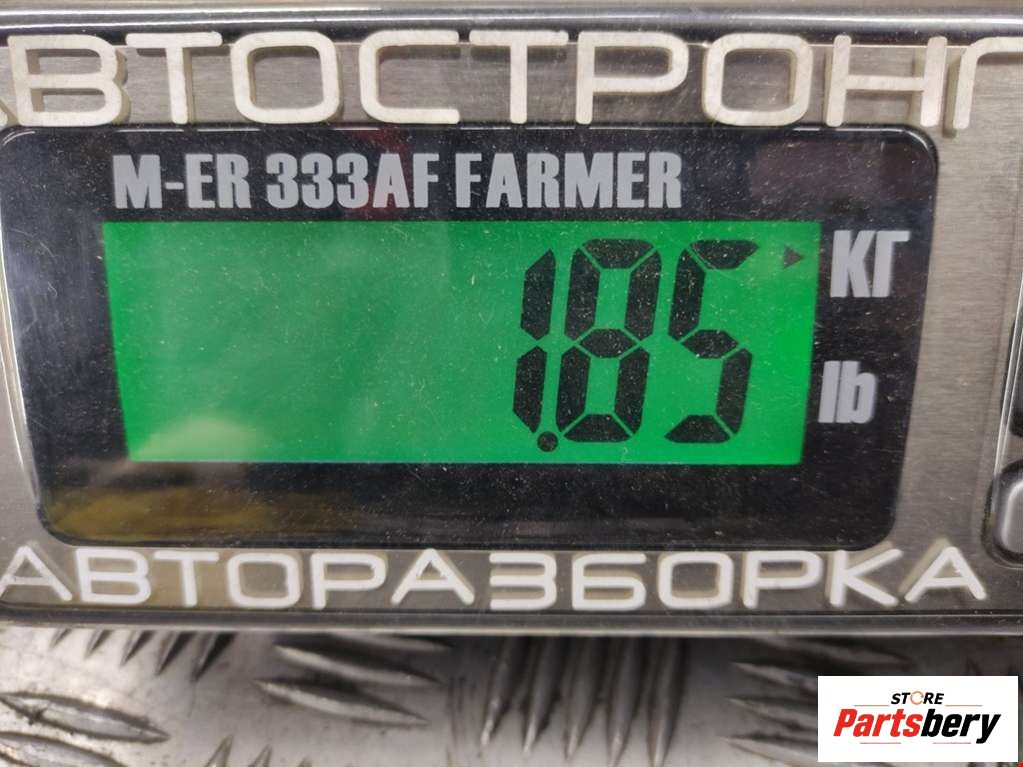 АВТОСТРОНГ
M-ER 333AF FARMER
1.85
КГ
lb
АВТОРАЗБОРКА
STORE
Partsbery